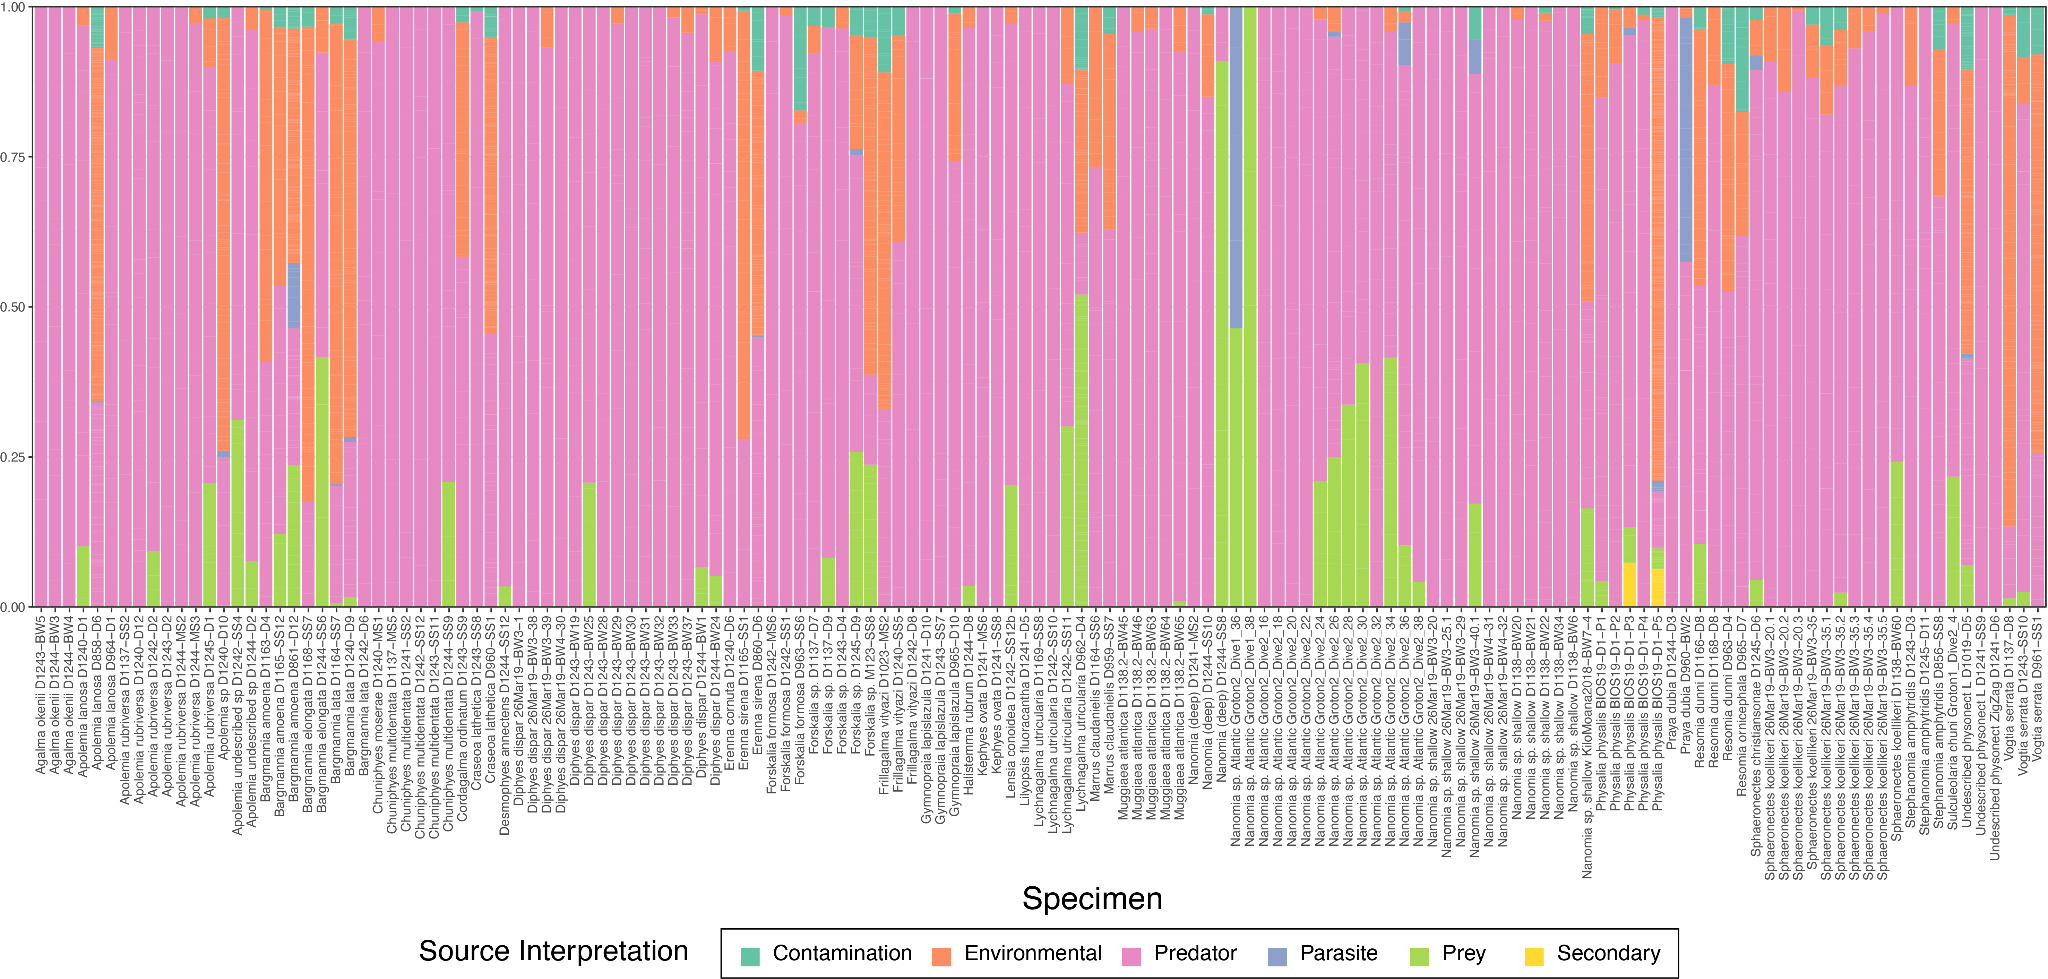 1.00
0.75
0.50
0.25
0.00
Agalma okenii D1243−BW5
Agalma okenii D1244−BW3
Agalma okenii D1244−BW4
Apolemia lanosa D1240−D1
Apolemia lanosa D858−D6
Apolemia lanosa D964−D1
Apolemia rubriversa D1137−SS2
Apolemia rubriversa D1240−D12
Apolemia rubriversa D1242−D2
Apolemia rubriversa D1243−D2
Apolemia rubriversa D1244−MS2
Apolemia rubriversa D1244−MS3
Apolemia rubriversa D1245−D1
Apolemia sp D1240−D10
Apolemia undescribed sp D1242−SS4
Apolemia undescribed sp D1244−D2
Bargmannia amoena D1163−D4
Bargmannia amoena D1165−SS12
Bargmannia amoena D861−D12
Bargmannia elongata D1168−SS7
Bargmannia elongata D1244−SS6
Bargmannia lata D1164−SS7
Bargmannia lata D1240−D9
Bargmannia lata D1242−D6
Chuniphyes moserae D1240−MS1
Chuniphyes multidentata D1137−MS5
Chuniphyes multidentata D1241−SS2
Chuniphyes multidentata D1242−SS12
Chuniphyes multidentata D1243−SS11
Chuniphyes multidentata D1244−SS9
Cordagalma ordinatum D1243−SS9
Craseoa lathetica D1243−SS8
Craseoa lathetica D960−SS1
Desmophyes annectens D1244−SS12
Diphyes dispar 26Mar19−BW3−1
Diphyes dispar 26Mar19−BW3−38
Diphyes dispar 26Mar19−BW3−39
Diphyes dispar 26Mar19−BW4−30
Diphyes dispar D1243−BW19
Diphyes dispar D1243−BW25
Diphyes dispar D1243−BW28
Diphyes dispar D1243−BW29
Diphyes dispar D1243−BW30
Diphyes dispar D1243−BW31
Diphyes dispar D1243−BW32
Diphyes dispar D1243−BW33
Diphyes dispar D1243−BW37
Diphyes dispar D1244−BW1
Diphyes dispar D1244−BW24
Erenna cornuta D1240−D6
Erenna sirena D1165−SS1
Erenna sirena D860−D6
Forskalia formosa D1242−MS6
Forskalia formosa D1242−SS1
Forskalia formosa D963−SS6
Forskalia sp D1137−D7
Forskalia sp D1137−D9
Forskalia sp D1243−D4
Forskalia sp D1245−D9
Forskalia sp M123−SS8
Frillagalma vityazi D1023−MS2
Frillagalma vityazi D1240−SS5
Frillagalma vityazi D1242−D8
Gymnopraia lapislazula D1241−D10
Gymnopraia lapislazula D1243−SS7
Gymnopraia lapislazula D965−D10
Halistemma rubrum D1244−D8
Kephyes ovata D1241−MS6
Kephyes ovata D1241−SS8
Lensia conoidea D1242−SS12b
Lilyopsis fluoracantha D1241−D5
Lychnagalma utricularia D1169−SS8
Lychnagalma utricularia D1242−SS10
Lychnagalma utricularia D1242−SS11
Lychnagalma utricularia D962−D4
Marrus claudanielis D1164−SS6
Marrus claudanielis D959−SS7
Muggiaea atlantica D1138.2−BW45
Muggiaea atlantica D1138.2−BW46
Muggiaea atlantica D1138.2−BW63
Muggiaea atlantica D1138.2−BW64
Muggiaea atlantica D1138.2−BW65
Nanomia (deep) D1241−MS2
Nanomia (deep) D1244−SS10
Nanomia (deep) D1244−SS8
Nanomia sp. Atlantic Groton2_Dive1_36
Nanomia sp. Atlantic Groton2_Dive1_38
Nanomia sp. Atlantic Groton2_Dive2_16
Nanomia sp. Atlantic Groton2_Dive2_18
Nanomia sp. Atlantic Groton2_Dive2_20
Nanomia sp. Atlantic Groton2_Dive2_22
Nanomia sp. Atlantic Groton2_Dive2_24
Nanomia sp. Atlantic Groton2_Dive2_26
Nanomia sp. Atlantic Groton2_Dive2_28
Nanomia sp. Atlantic Groton2_Dive2_30
Nanomia sp. Atlantic Groton2_Dive2_32
Nanomia sp. Atlantic Groton2_Dive2_34
Nanomia sp. Atlantic Groton2_Dive2_36
Nanomia sp. Atlantic Groton2_Dive2_38
Nanomia sp. shallow 26Mar19−BW3−20
Nanomia sp. shallow 26Mar19−BW3−25.1
Nanomia sp. shallow 26Mar19−BW3−29
Nanomia sp. shallow 26Mar19−BW3−40.1
Nanomia sp. shallow 26Mar19−BW4−31
Nanomia sp. shallow 26Mar19−BW4−32
Nanomia sp. shallow D1138−BW20
Nanomia sp. shallow D1138−BW21
Nanomia sp. shallow D1138−BW22
Nanomia sp. shallow D1138−BW34
Nanomia sp. shallow D1138−BW6
Nanomia sp. shallow KiloMoana2018−BW7−4
Physalia physalis BIOS19−D1−P1
Physalia physalis BIOS19−D1−P2
Physalia physalis BIOS19−D1−P3
Physalia physalis BIOS19−D1−P4
Physalia physalis BIOS19−D1−P5
Praya dubia D1244−D3
Praya dubia D960−BW2
Resomia dunni D1166−D8
Resomia dunni D1168−D8
Resomia dunni D963−D4
Resomia ornicephala D965−D7
Sphaeronectes christiansonae D1245−D6
Sphaeronectes koellikeri 26Mar19−BW3−20.1
Sphaeronectes koellikeri 26Mar19−BW3−20.2
Sphaeronectes koellikeri 26Mar19−BW3−20.3
Sphaeronectes koellikeri 26Mar19−BW3−35
Sphaeronectes koellikeri 26Mar19−BW3−35.1
Sphaeronectes koellikeri 26Mar19−BW3−35.2
Sphaeronectes koellikeri 26Mar19−BW3−35.3
Sphaeronectes koellikeri 26Mar19−BW3−35.4
Sphaeronectes koellikeri 26Mar19−BW3−35.5
Sphaeronectes koellikeri D1138−BW60
Stephanomia amphytridis D1243−D3
Stephanomia amphytridis D1245−D11
Stephanomia amphytridis D856−SS8
Sulculeolaria chuni Groton1_Dive2_4
Undescribed physonect L D1019−D5
Undescribed physonect L D1241−SS9
Undescribed physonect ZigZag D1241−D6
Vogtia serrata D1137−D8
Vogtia serrata D1243−SS10
Vogtia serrata D961−SS1
Specimen
Source Interpretation Contamination Environmental Predator Parasite Prey Secondary